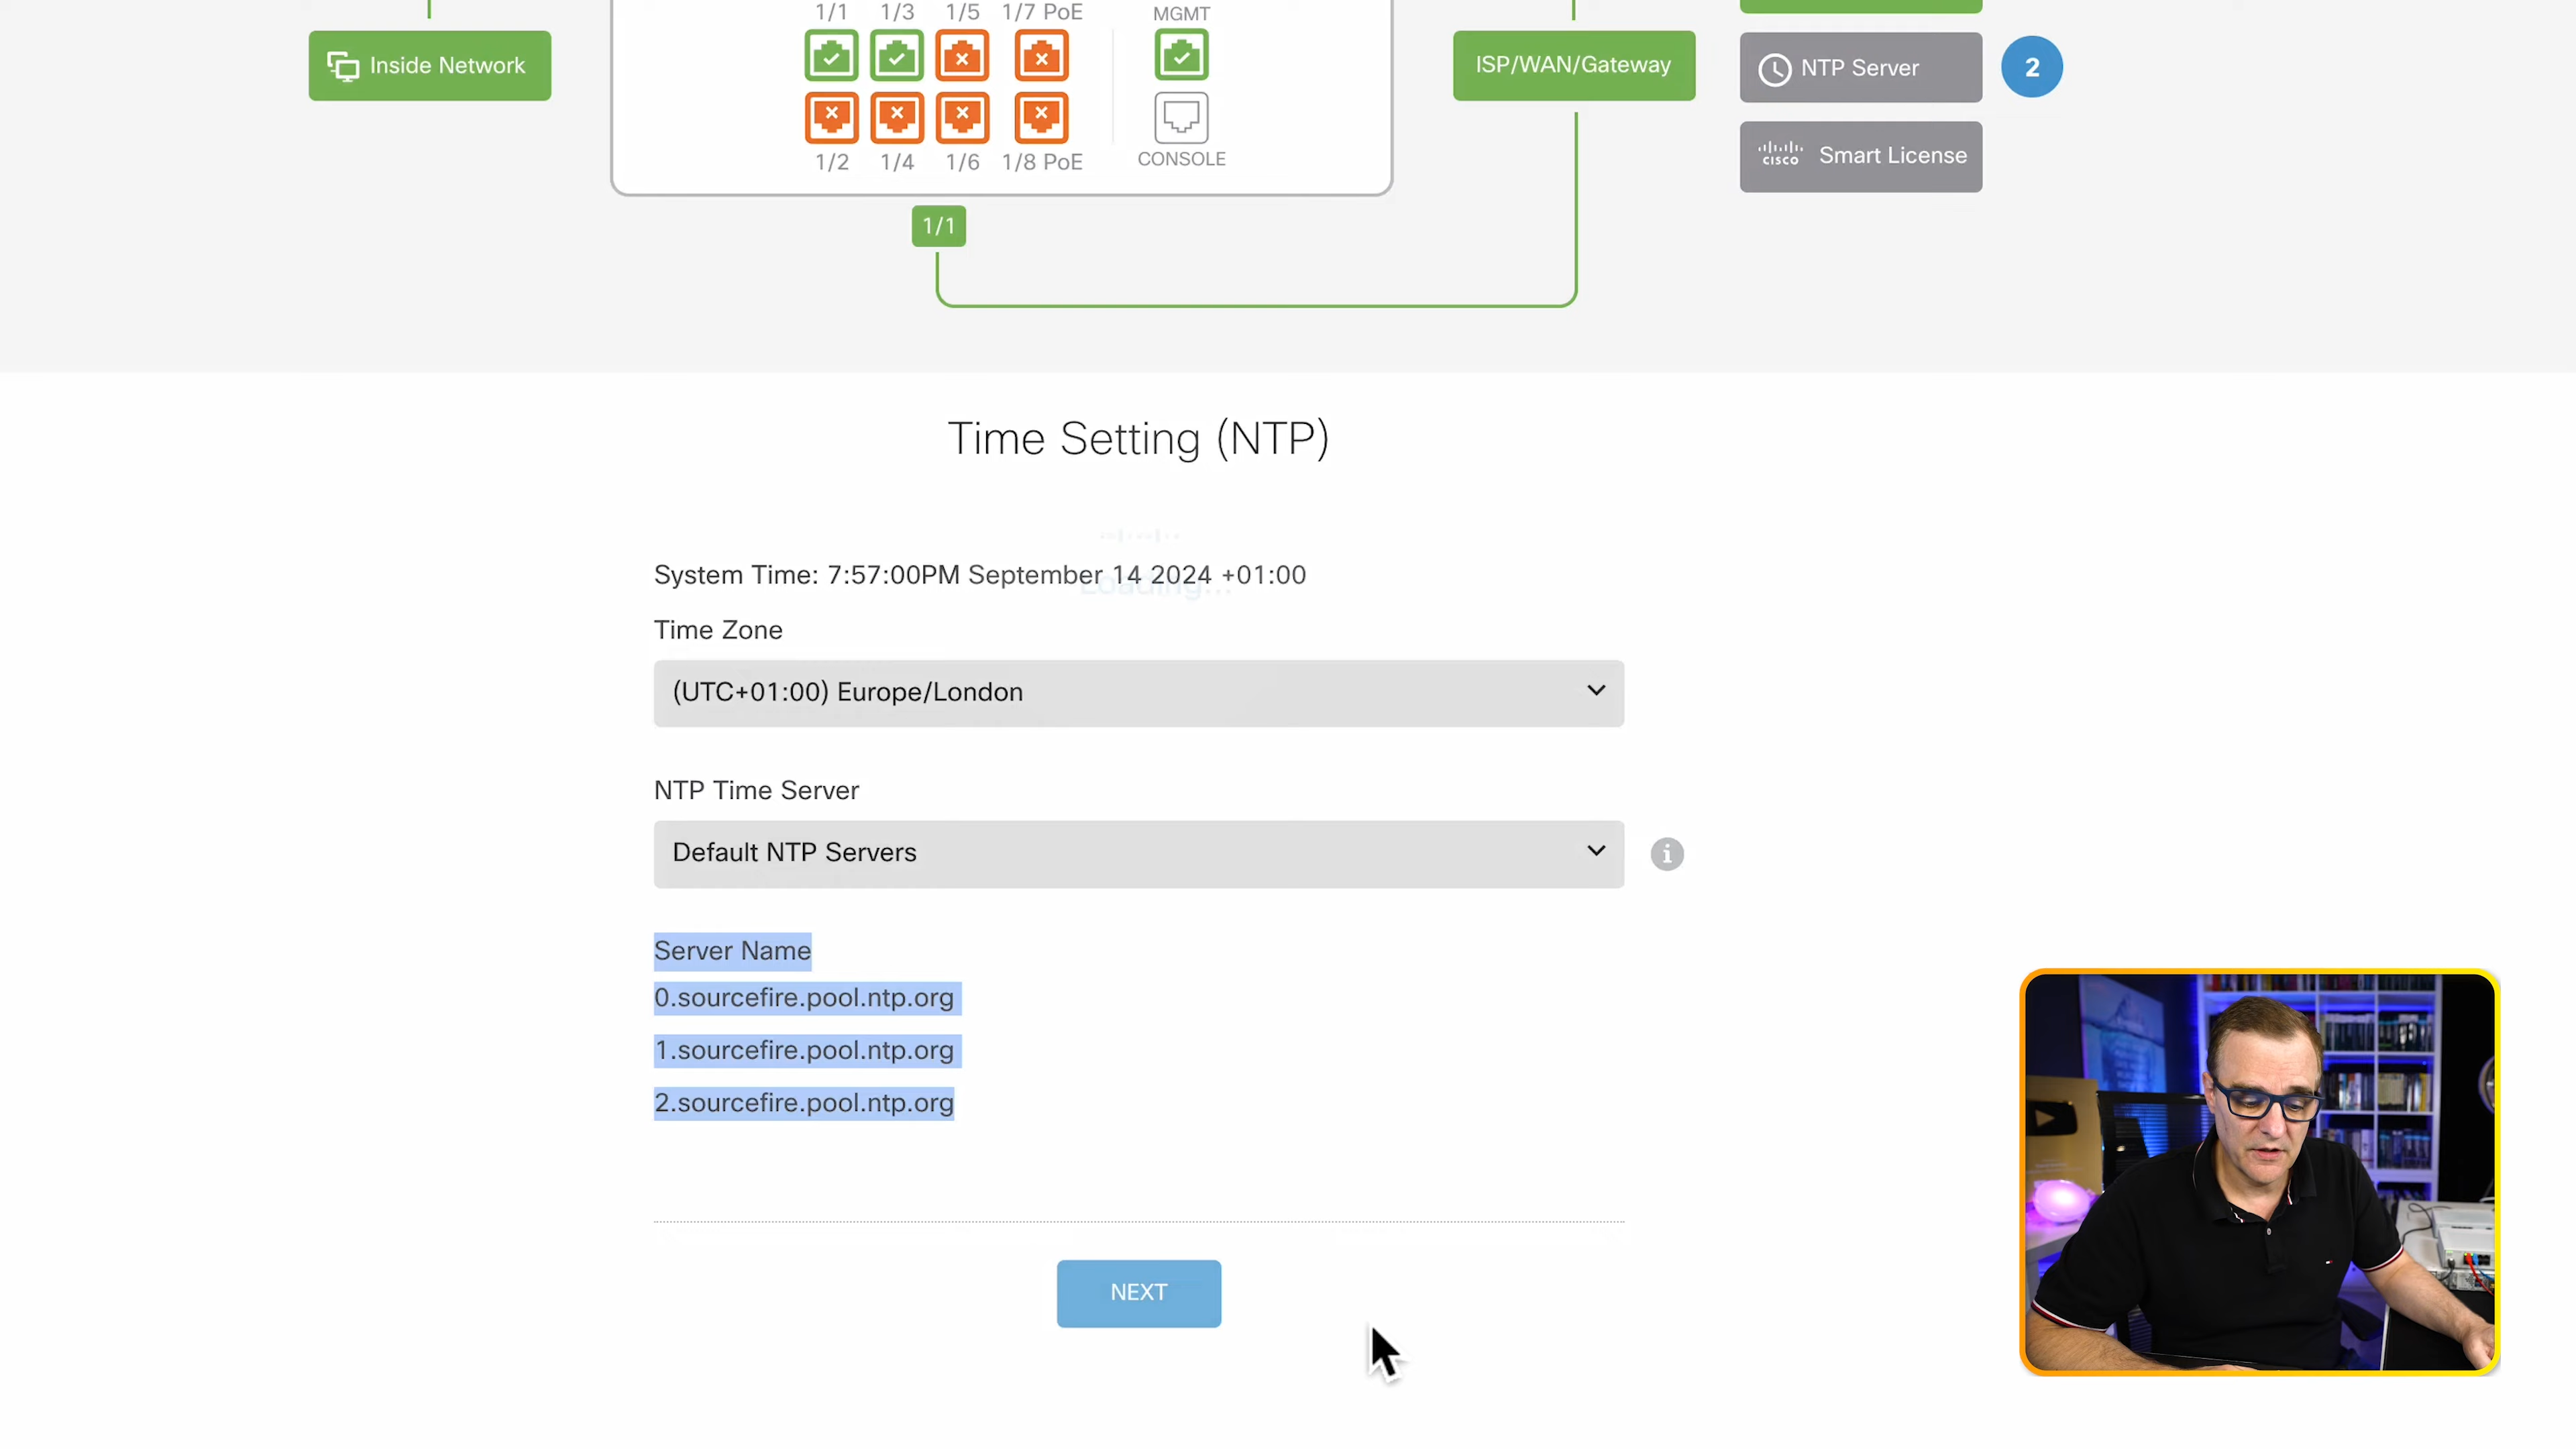 1/1 1/3 1/5 1/7 PoE MGMT
Inside Network
ISP/WAN/Gateway
NTP Server 2
1/2 1/4 1/6 1/8 PoE CONSOLE
cisco Smart License
1/1
Time Setting (NTP)
System Time: 7:57:00PM September 14 2024 +01:00
Loading...
Time Zone
(UTC+01:00) Europe/London
NTP Time Server
Default NTP Servers
Server Name
0.sourcefire.pool.ntp.org
1.sourcefire.pool.ntp.org
2.sourcefire.pool.ntp.org
NEXT